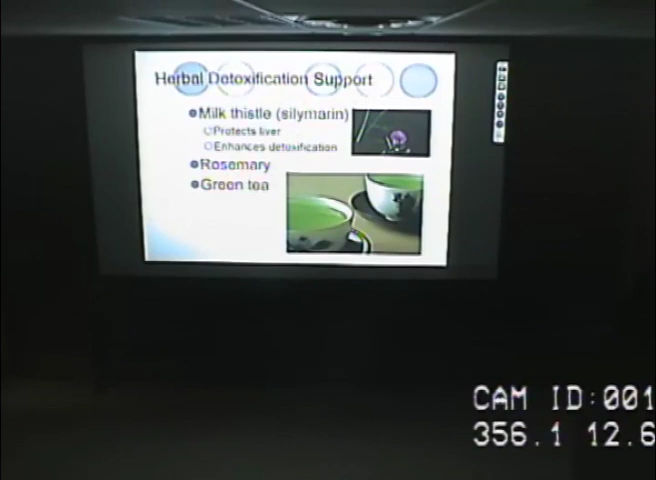 Herbal Detoxification Support
Milk thistle (silymarin)
Protects liver
Enhances detoxification
Rosemary
Green tea
CAM ID:001
356.1 12.6